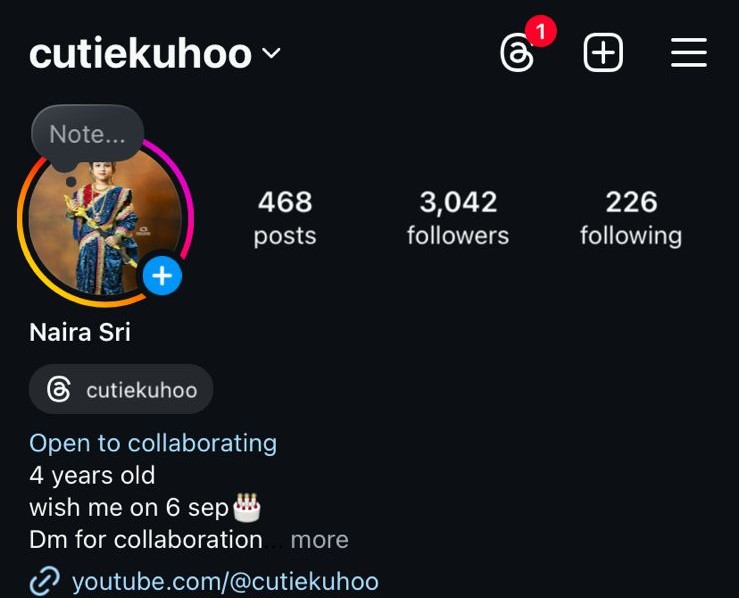 cutiekuhoo
1
Note...
468 posts
3,042 followers
226 following
Naira Sri
cutiekuhoo
Open to collaborating
4 years old
wish me on 6 sep🎂
Dm for collaboration... more
youtube.com/@cutiekuhoo